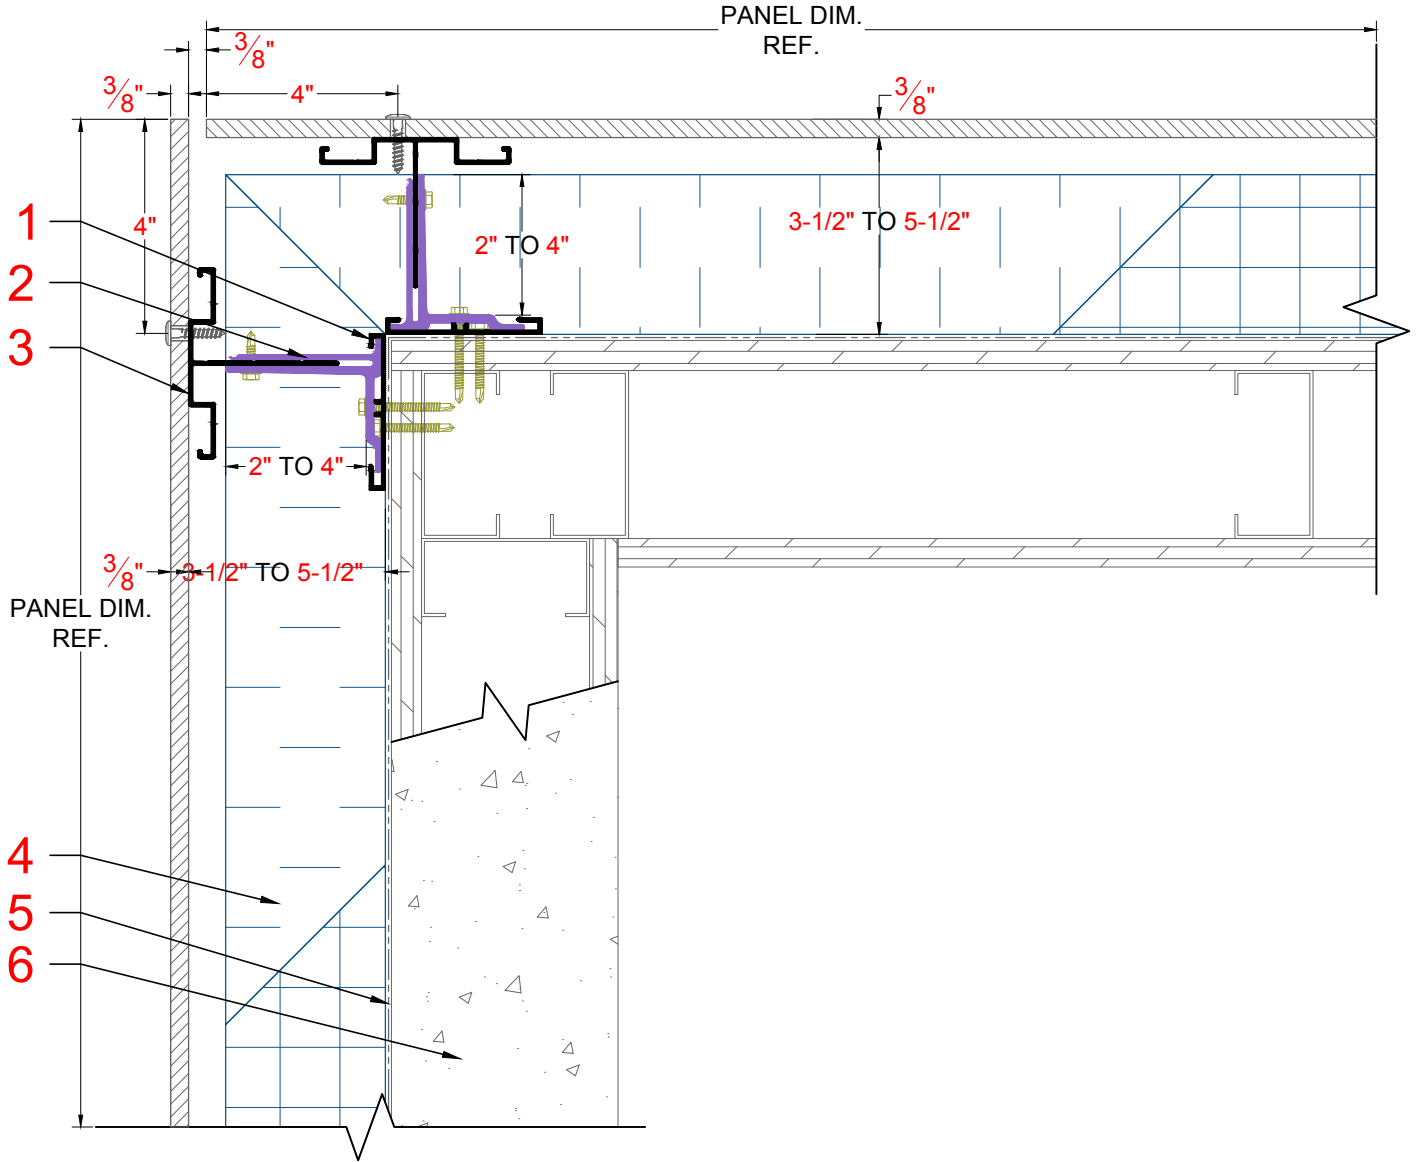 PANEL DIM.
REF.
3/8"
3/8"
4"
3/8"
4"
3-1/2" TO 5-1/2"
2" TO 4"
1
2
3
2" TO 4"
3/8"
3-1/2" TO 5-1/2"
PANEL DIM.
REF.
4
5
6